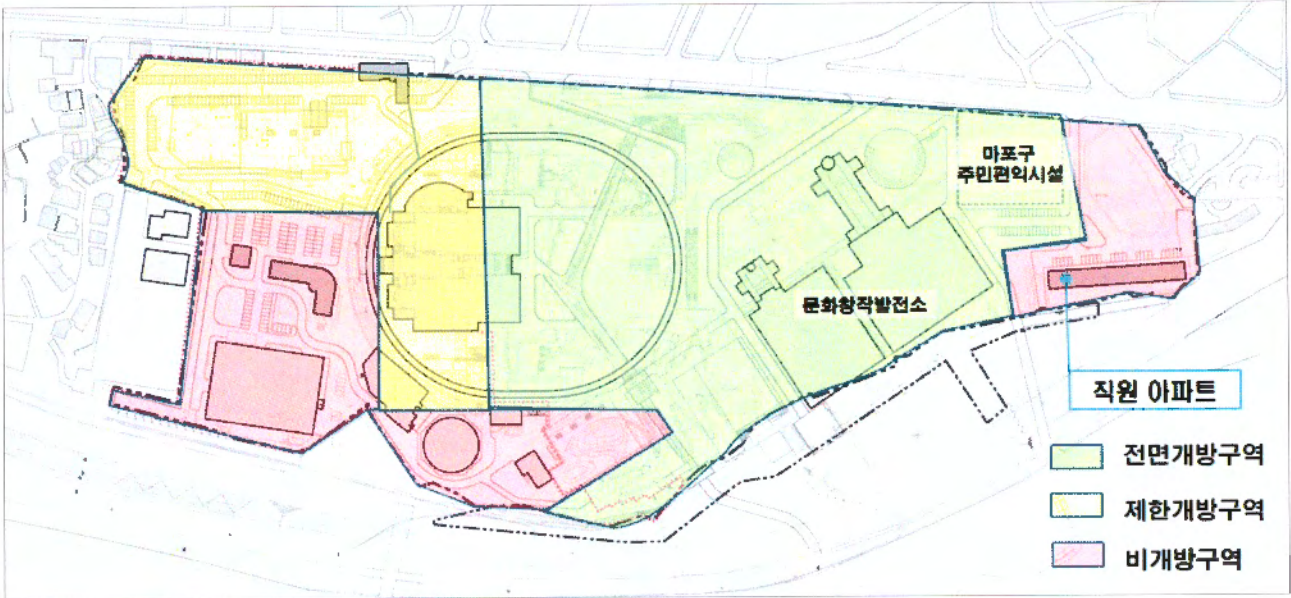 마포구
주민편익시설
문화창작발전소
직원 아파트
전면개방구역
제한개방구역
비개방구역